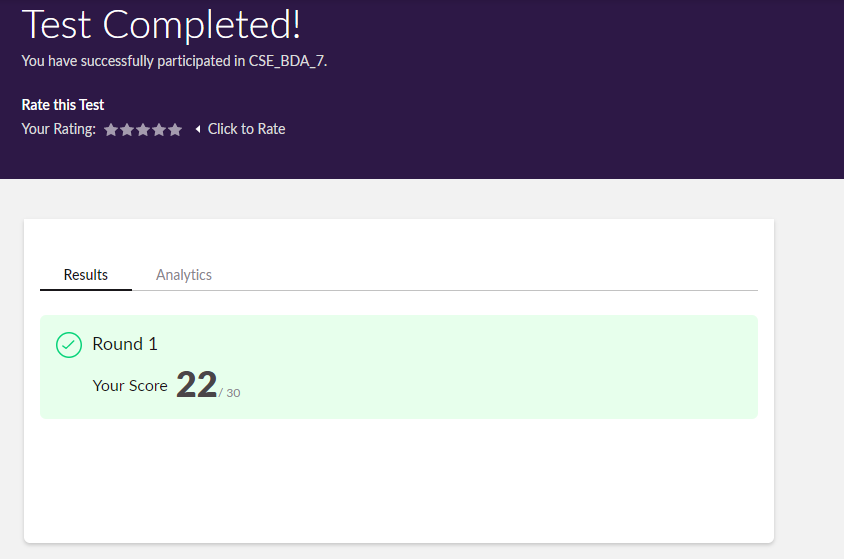 Test Completed!
You have successfully participated in CSE_BDA_7.
Rate this Test
Your Rating: Click to Rate
Results Analytics
Round 1
Your Score 22 / 30